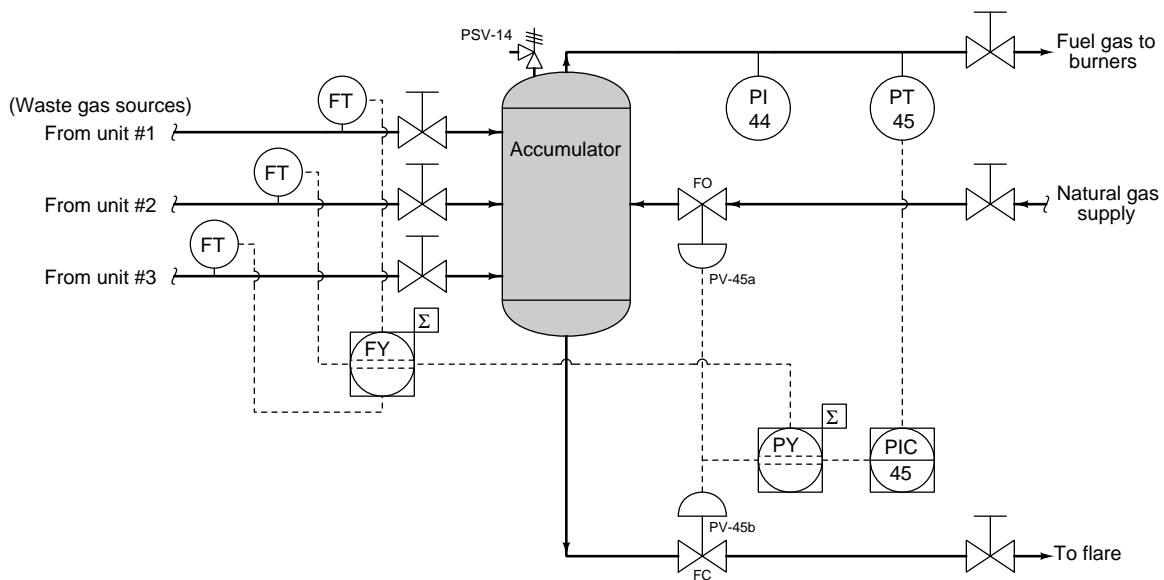 PSV-14
Fuel gas to
burners
(Waste gas sources)
FT
From unit #1
PI
44
PT
45
Accumulator
FT
From unit #2
FO
Natural gas
supply
FT
From unit #3
PV-45a
Σ
FY
Σ
PY
PIC
45
PV-45b
FC
To flare